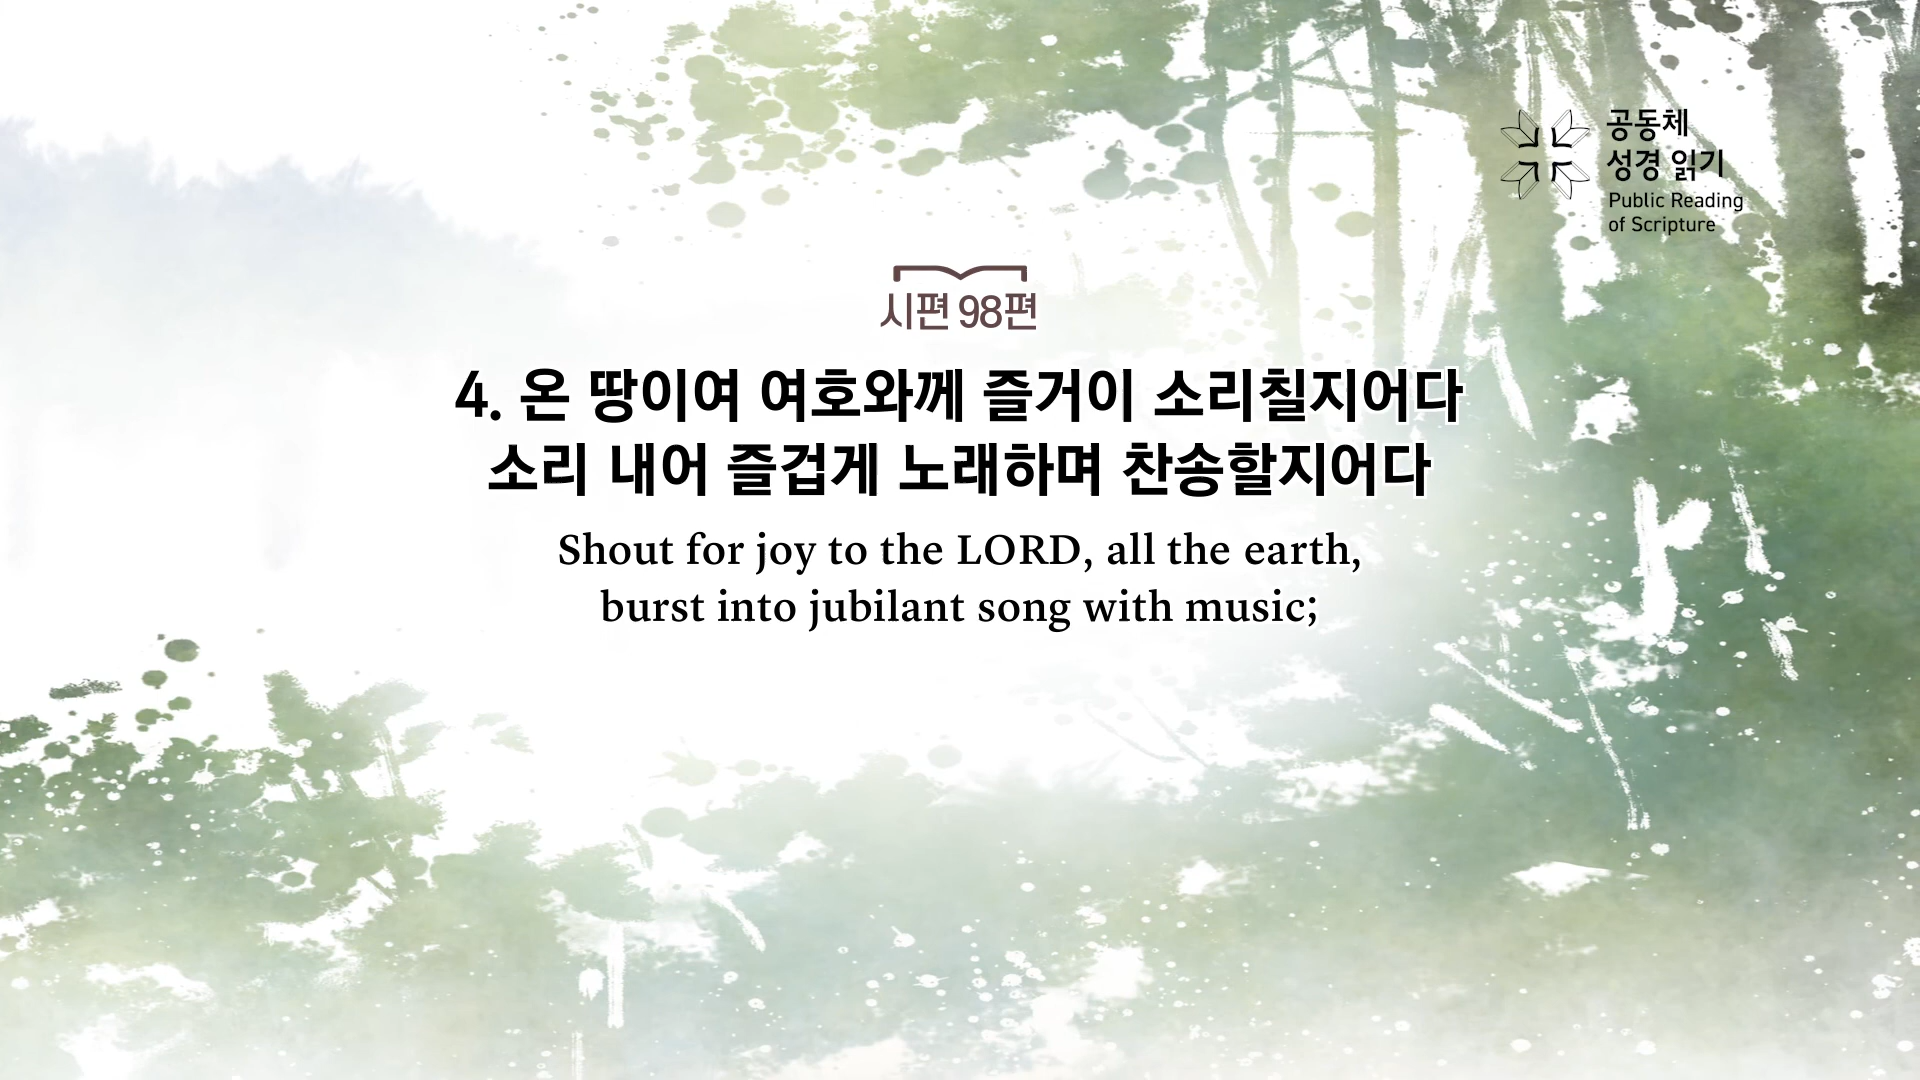 공동체
성경 읽기
Public Reading
of Scripture
시편 98편
4. 온 땅이여 여호와께 즐거이 소리칠지어다
소리 내어 즐겁게 노래하며 찬송할지어다
Shout for joy to the LORD, all the earth,
burst into jubilant song with music;